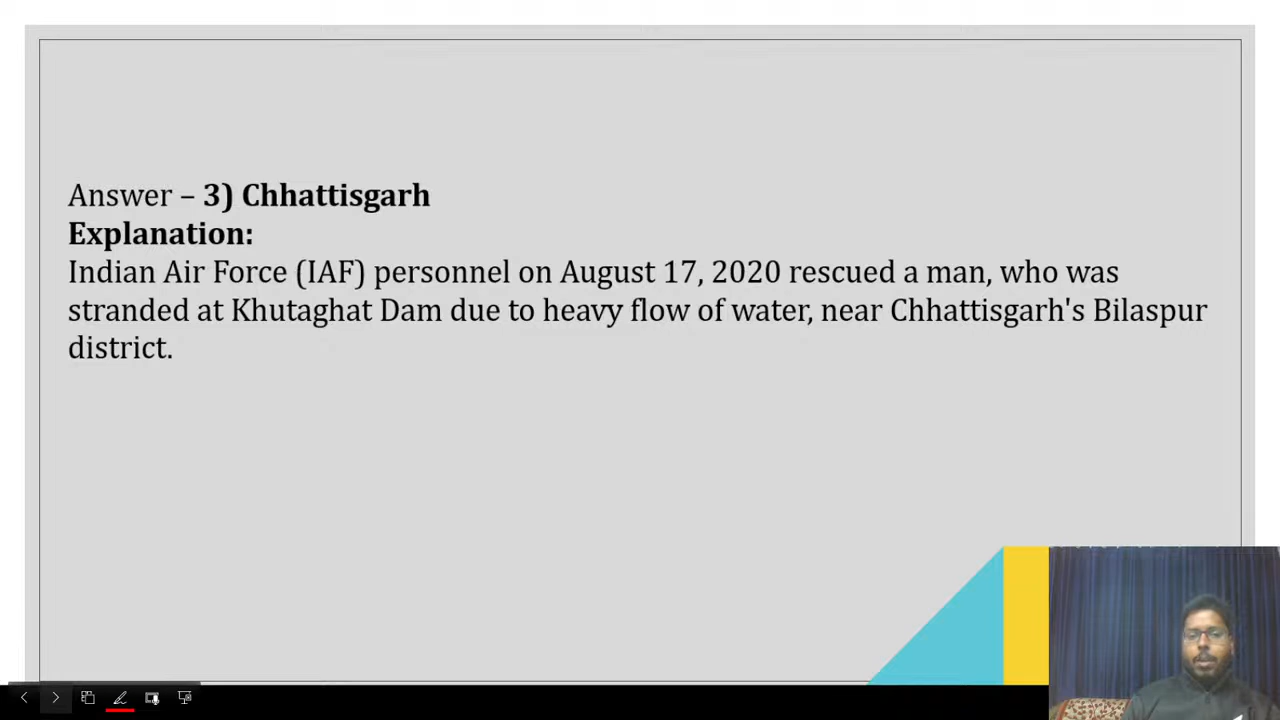 Answer – 3) Chhattisgarh
Explanation:
Indian Air Force (IAF) personnel on August 17, 2020 rescued a man, who was
stranded at Khutaghat Dam due to heavy flow of water, near Chhattisgarh's Bilaspur
district.